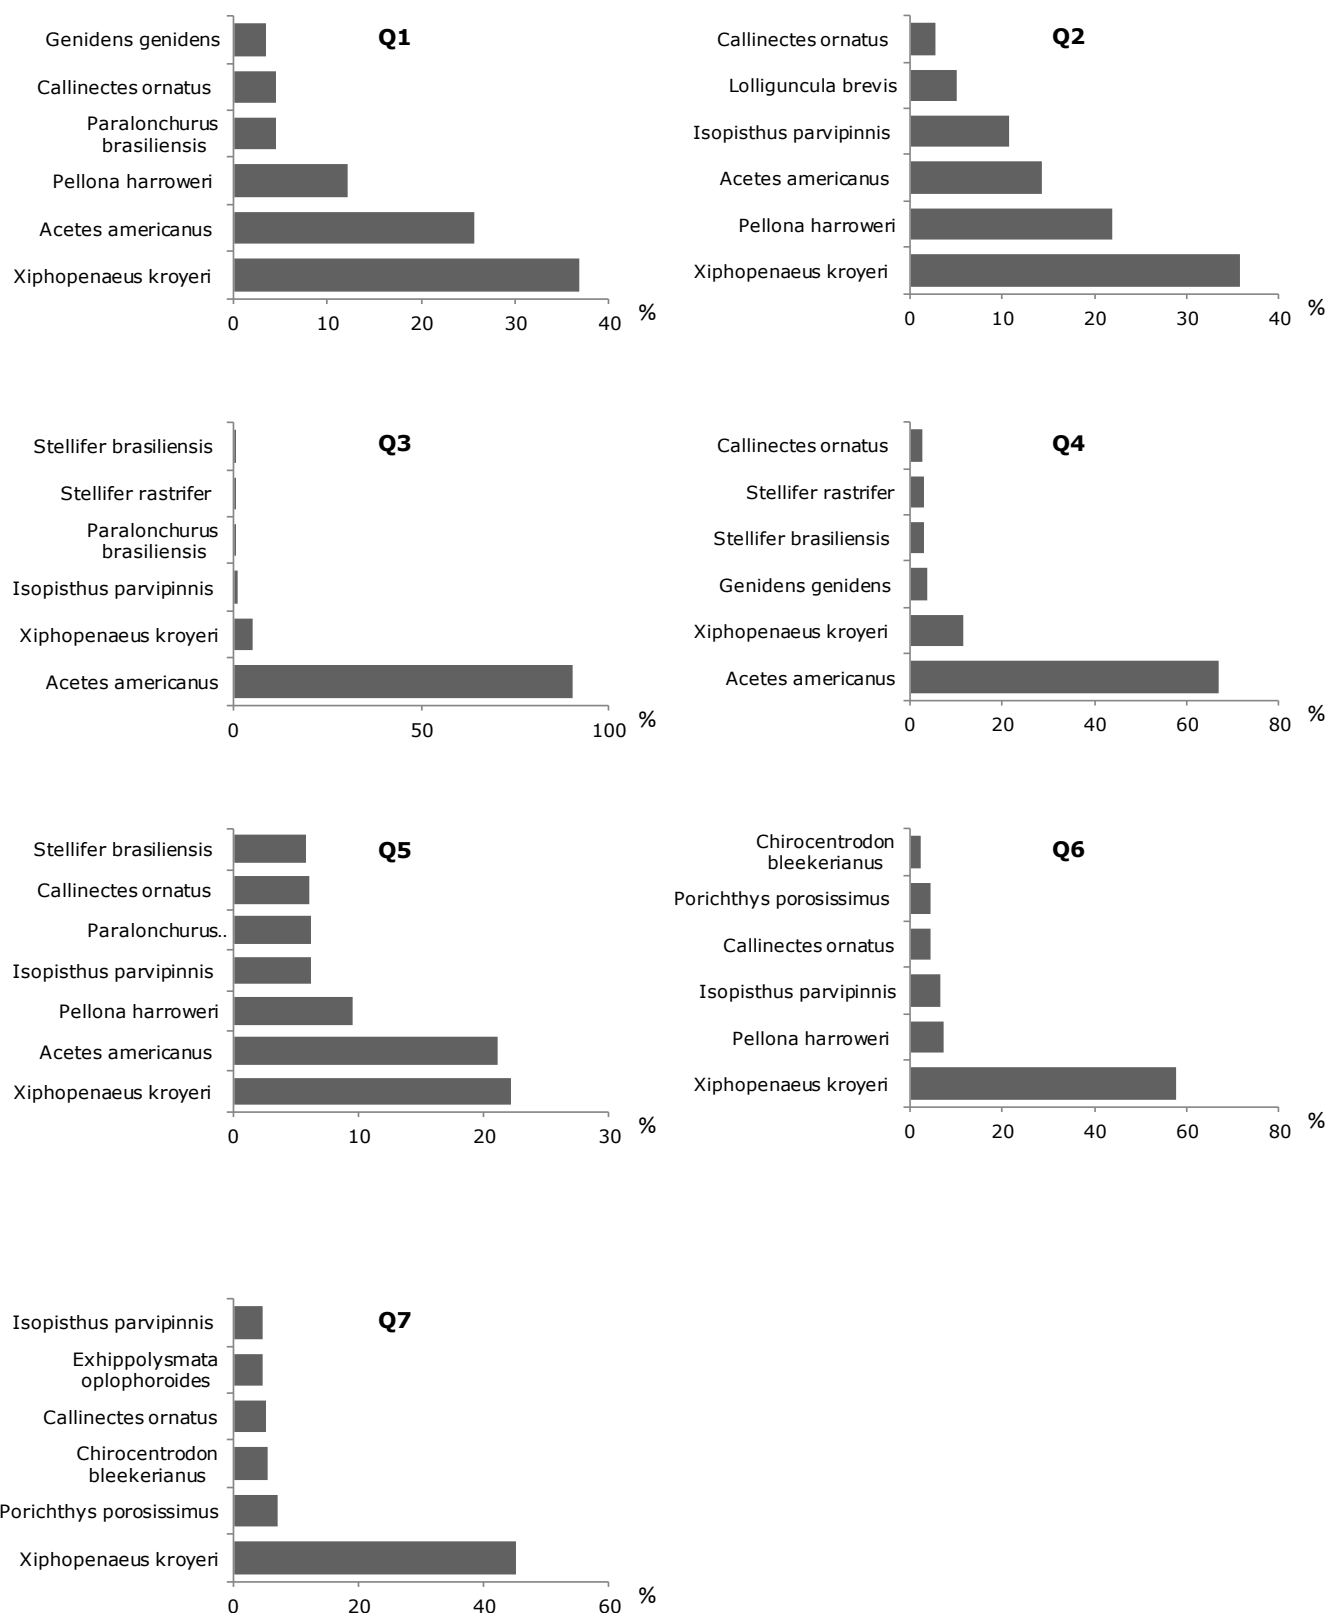 Q1
Genidens genidens
Callinectes ornatus
Paralonchurus
brasiliensis
Pellona harroweri
Acetes americanus
Xiphopenaeus kroyeri
0 10 20 30 40 %
Q2
Callinectes ornatus
Lolliguncula brevis
Isopisthus parvipinnis
Acetes americanus
Pellona harroweri
Xiphopenaeus kroyeri
0 10 20 30 40 %
Q3
Stellifer brasiliensis
Stellifer rastrifer
Paralonchurus
brasiliensis
Isopisthus parvipinnis
Xiphopenaeus kroyeri
Acetes americanus
0 50 100 %
Q4
Callinectes ornatus
Stellifer rastrifer
Stellifer brasiliensis
Genidens genidens
Xiphopenaeus kroyeri
Acetes americanus
0 20 40 60 80 %
Q5
Stellifer brasiliensis
Callinectes ornatus
Paralonchurus..
Isopisthus parvipinnis
Pellona harroweri
Acetes americanus
Xiphopenaeus kroyeri
0 10 20 30 %
Q6
Chirocentrodon
bleekerianus
Porichthys porosissimus
Callinectes ornatus
Isopisthus parvipinnis
Pellona harroweri
Xiphopenaeus kroyeri
0 20 40 60 80 %
Q7
Isopisthus parvipinnis
Exhippolysmata
oplophoroides
Callinectes ornatus
Chirocentrodon
bleekerianus
Porichthys porosissimus
Xiphopenaeus kroyeri
0 20 40 60 %